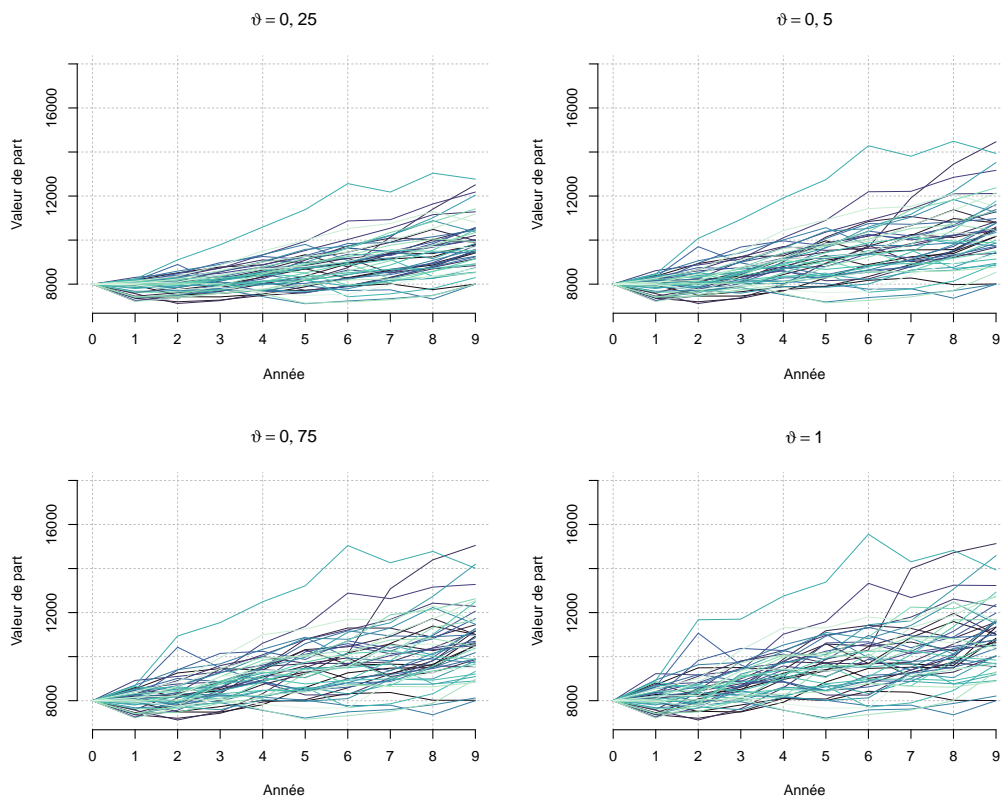 ϑ = 0, 25
Valeur de part
8000 12000 16000
0 1 2 3 4 5 6 7 8 9
Année
ϑ = 0, 5
Valeur de part
8000 12000 16000
0 1 2 3 4 5 6 7 8 9
Année
ϑ = 0, 75
Valeur de part
8000 12000 16000
0 1 2 3 4 5 6 7 8 9
Année
ϑ = 1
Valeur de part
8000 12000 16000
0 1 2 3 4 5 6 7 8 9
Année